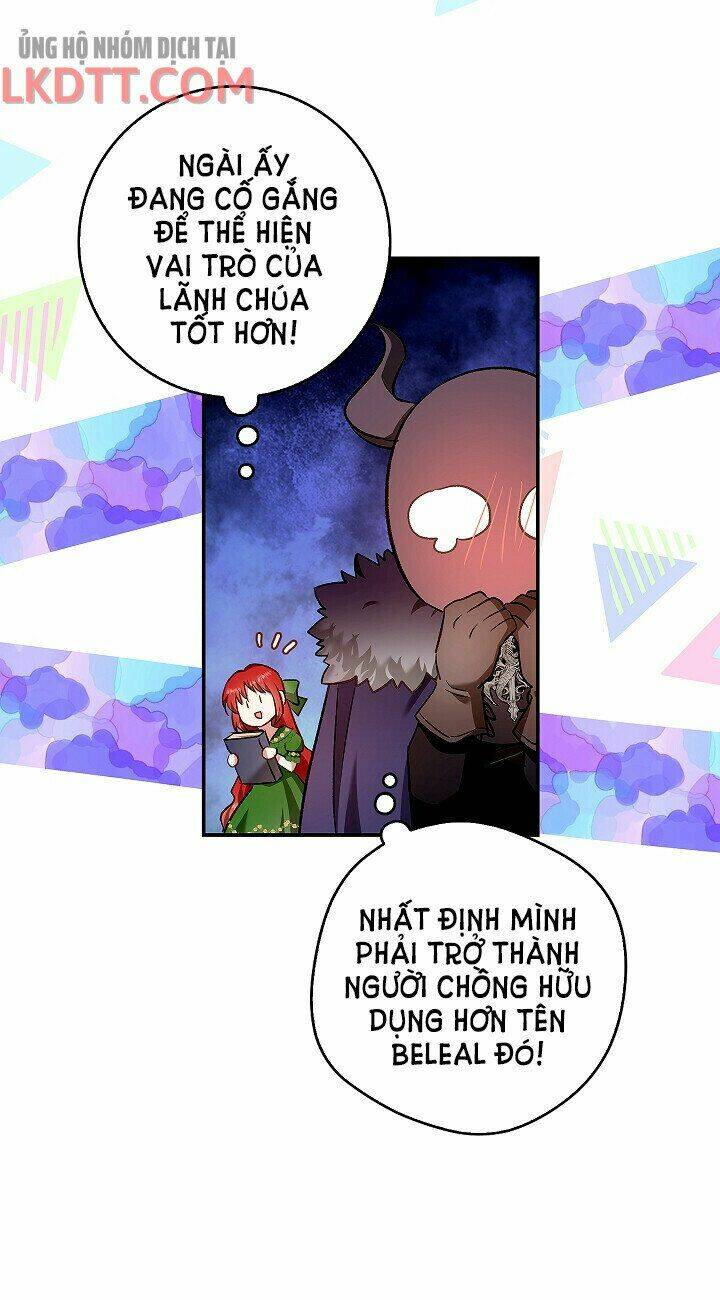 ỦNG HỘ NHÓM DỊCH TẠI
LKDTT.COM
NGÀI ẤY
ĐANG CỐ GẮNG
ĐỂ THỂ HIỆN
VAI TRÒ CỦA
LÃNH CHÚA
TỐT HƠN!
NHẤT ĐỊNH MÌNH
PHẢI TRỞ THÀNH
NGƯỜI CHỒNG HỮU
DỤNG HƠN TÊN
BELEAL ĐÓ!